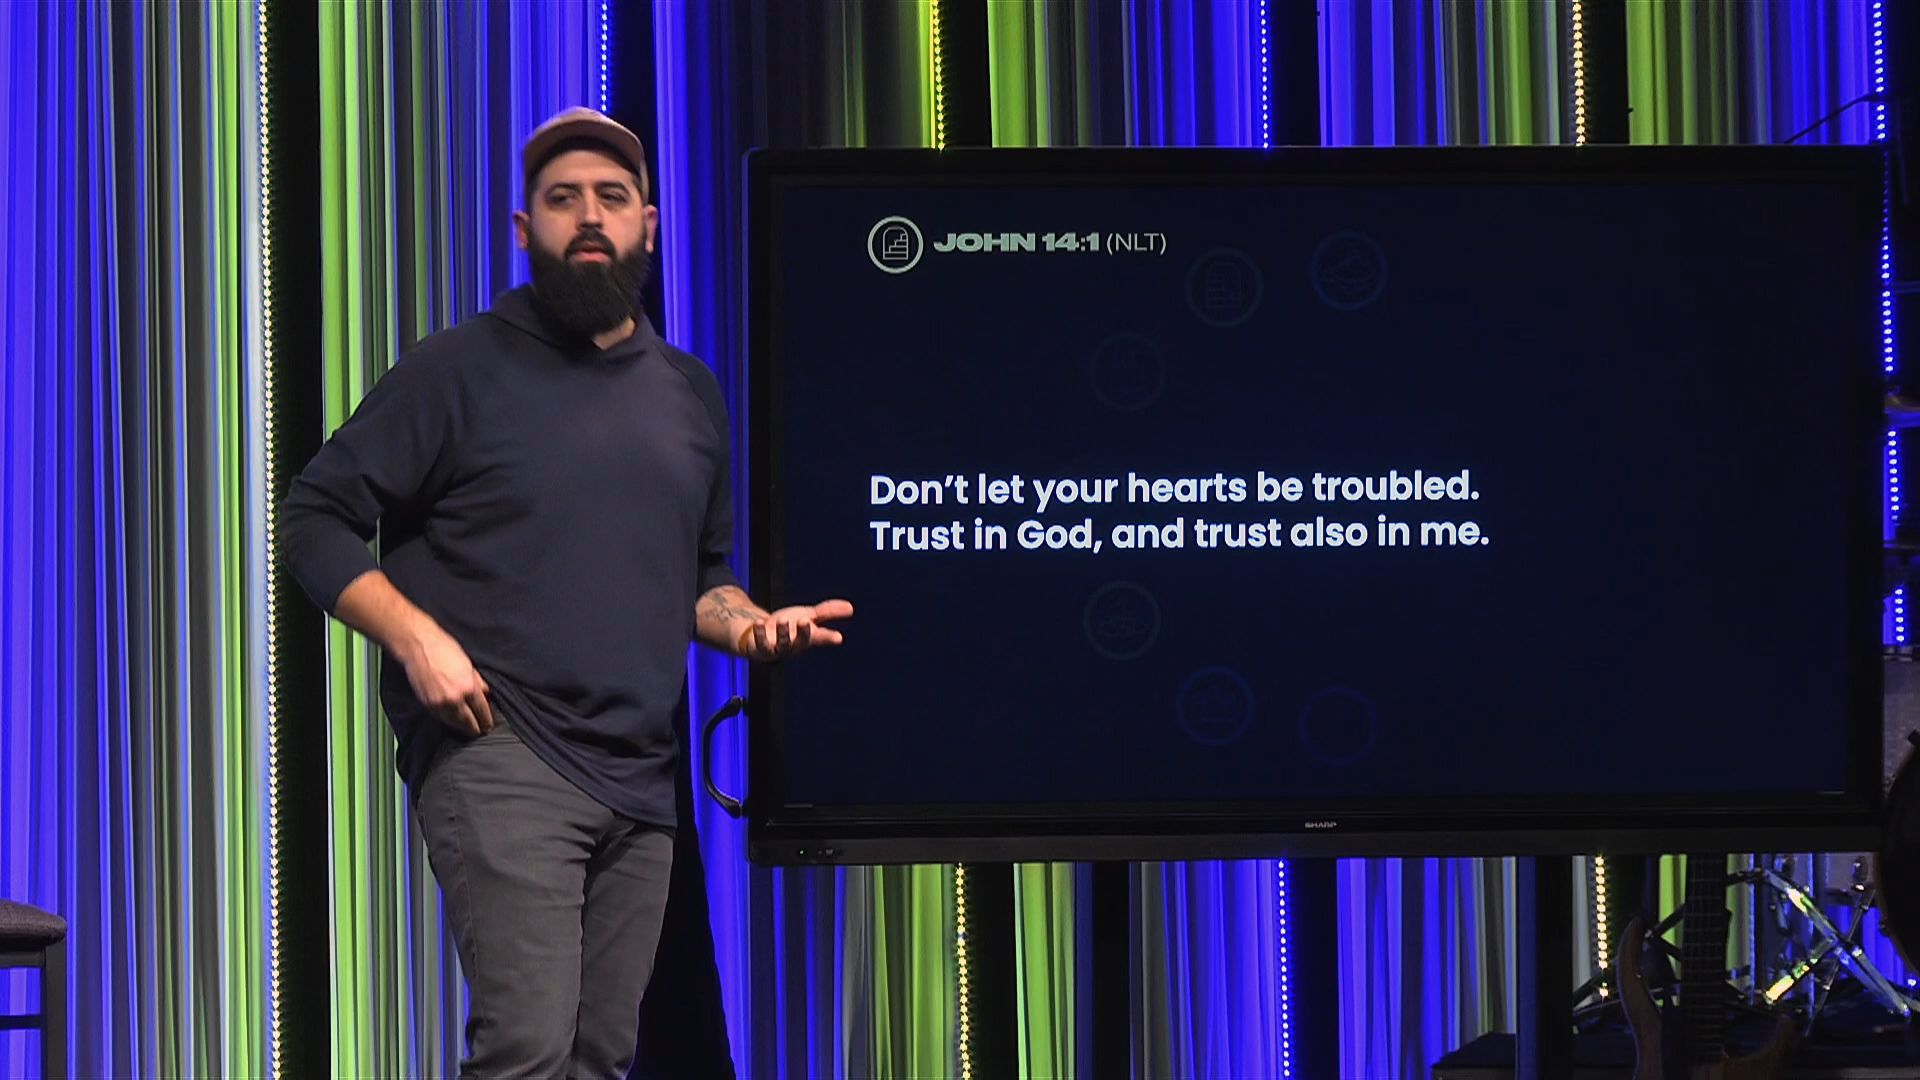 JOHN 14:1 (NLT)
Don't let your hearts be troubled.
Trust in God, and trust also in me.
SHARP